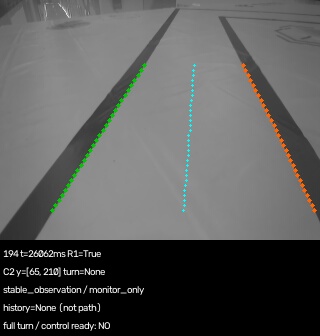 194 t=26062ms R1=True
C2 y=[65, 210] turn=None
stable_observation / monitor_only
history=None (not path)
full turn / control ready: NO